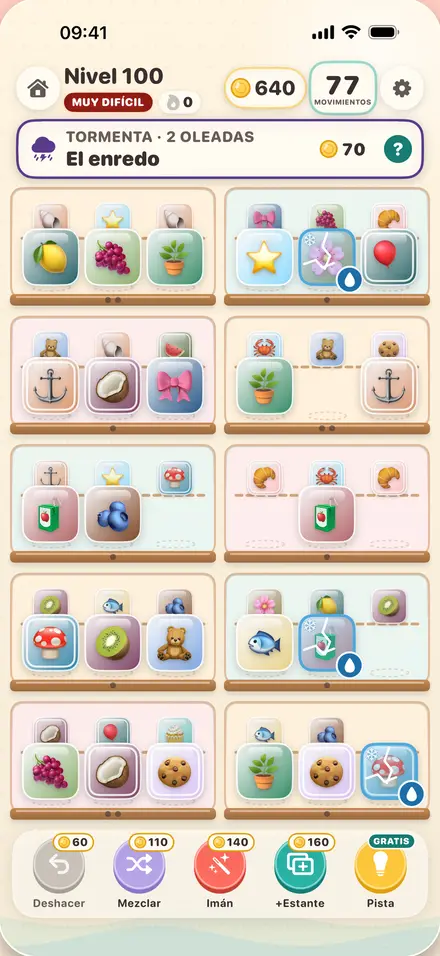 09:41
Nivel 100
MUY DIFÍCIL
0
640
77
MOVIMIENTOS
TORMENTA · 2 OLEADAS
El enredo
70
?
60
110
140
160
GRATIS
Deshacer
Mezclar
Imán
+Estante
Pista